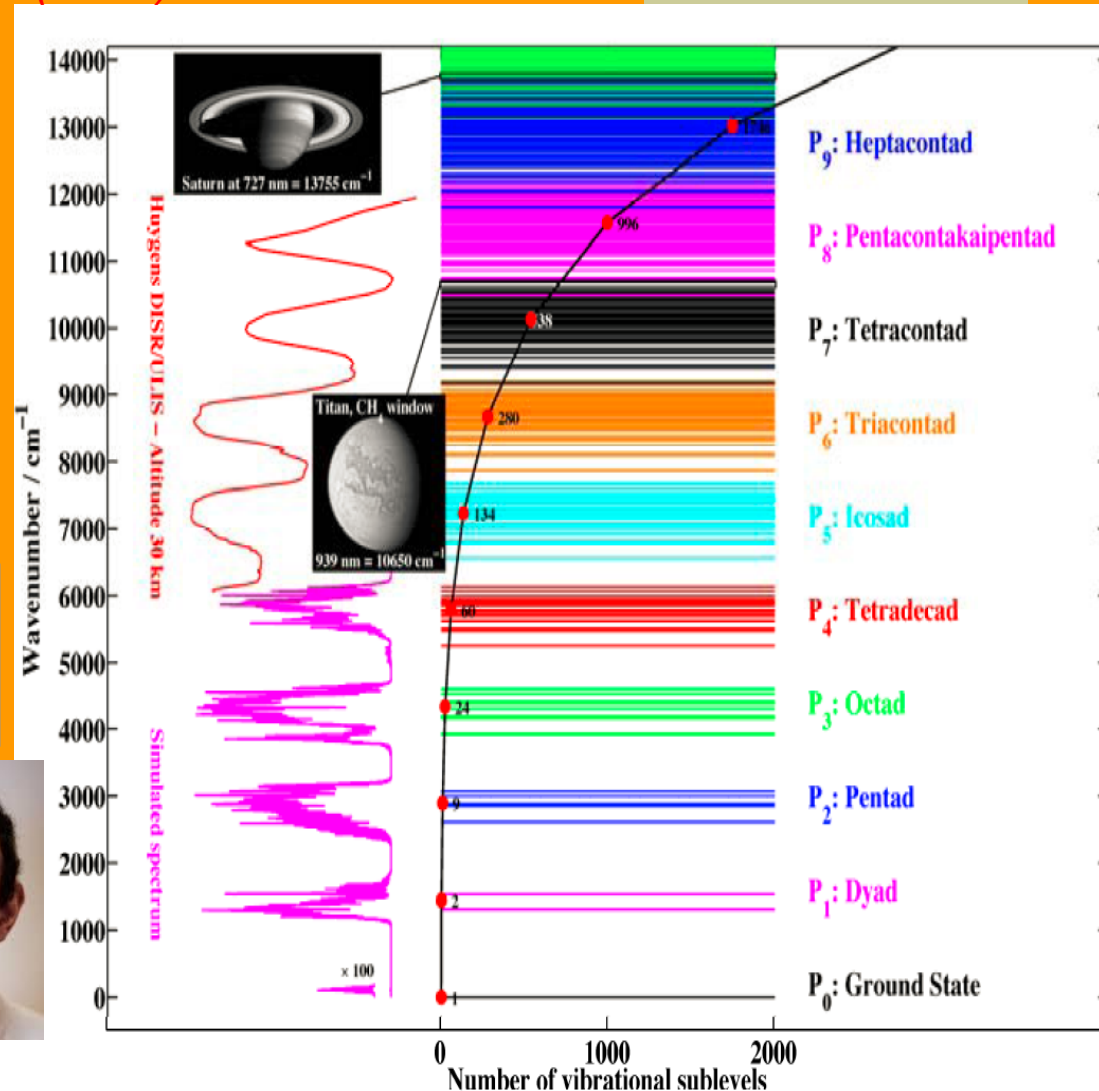 14000
13000
12000
11000
10000
9000
8000
7000
6000
5000
4000
3000
2000
1000
0
Wavenumber / cm⁻¹
Saturn at 727 nm = 13755 cm⁻¹
Huygens DISR/ULIS – Altitude 30 km
Titan, CH₄ window
939 nm = 10650 cm⁻¹
Simulated spectrum
× 100
996
38
280
134
60
24
9
2
1
P₉: Heptacontad
P₈: Pentacontakaipentad
P₇: Tetracontad
P₆: Triacontad
P₅: Icosad
P₄: Tetradecad
P₃: Octad
P₂: Pentad
P₁: Dyad
P₀: Ground State
0 1000 2000
Number of vibrational sublevels